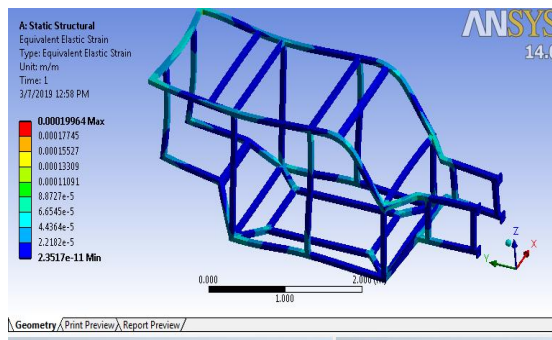 A: Static Structural
Equivalent Elastic Strain
Type: Equivalent Elastic Strain
Unit: m/m
Time: 1
3/7/2019 12:58 PM
ANSYS
14.0
0.00019964 Max
0.00017745
0.00015527
0.00013309
0.00011091
8.8727e-5
6.6545e-5
4.4364e-5
2.2182e-5
2.3517e-11 Min
Z
X
Y
0.000
2.000 (m)
1.000
Geometry Print Preview Report Preview